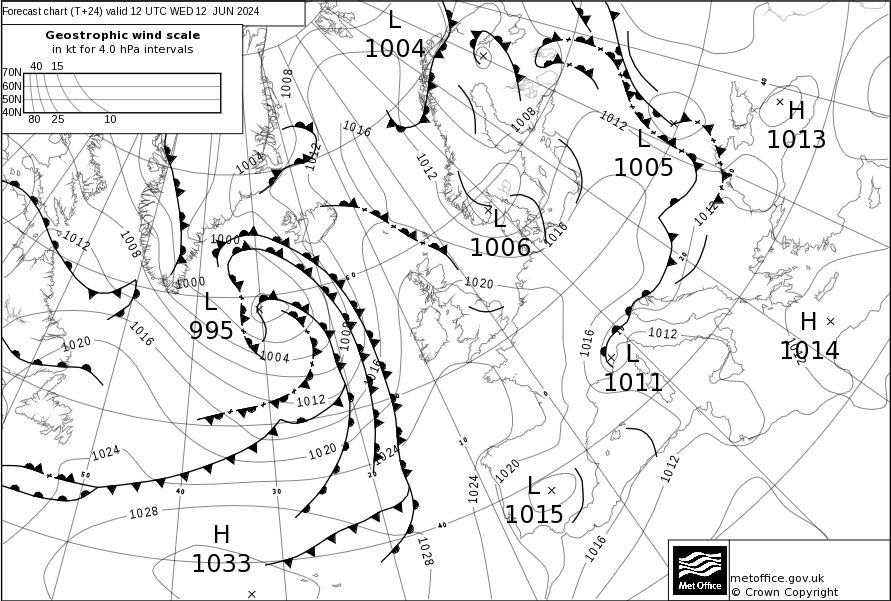 Forecast chart (T+24) valid 12 UTC WED 12 JUN 2024
Geostrophic wind scale
in kt for 4.0 hPa intervals
40 15
70N
60N
50N
40N
80 25 10
L
1004
H
1013
L
1005
L
1006
L
995
H
1014
L
1011
L
1015
H
1033
1008
1004
1012
1016
1012
1008
1012
1012
1016
1012
1008
1000
1000
1020
1016
1020
1004
1008
1016
1012
1016
1012
1012
1024
1020
1024
1020
1024
1012
1028
1028
1016
60
40
20
10
0
10
20
30
40
50
40
metoffice.gov.uk
© Crown Copyright
Met Office